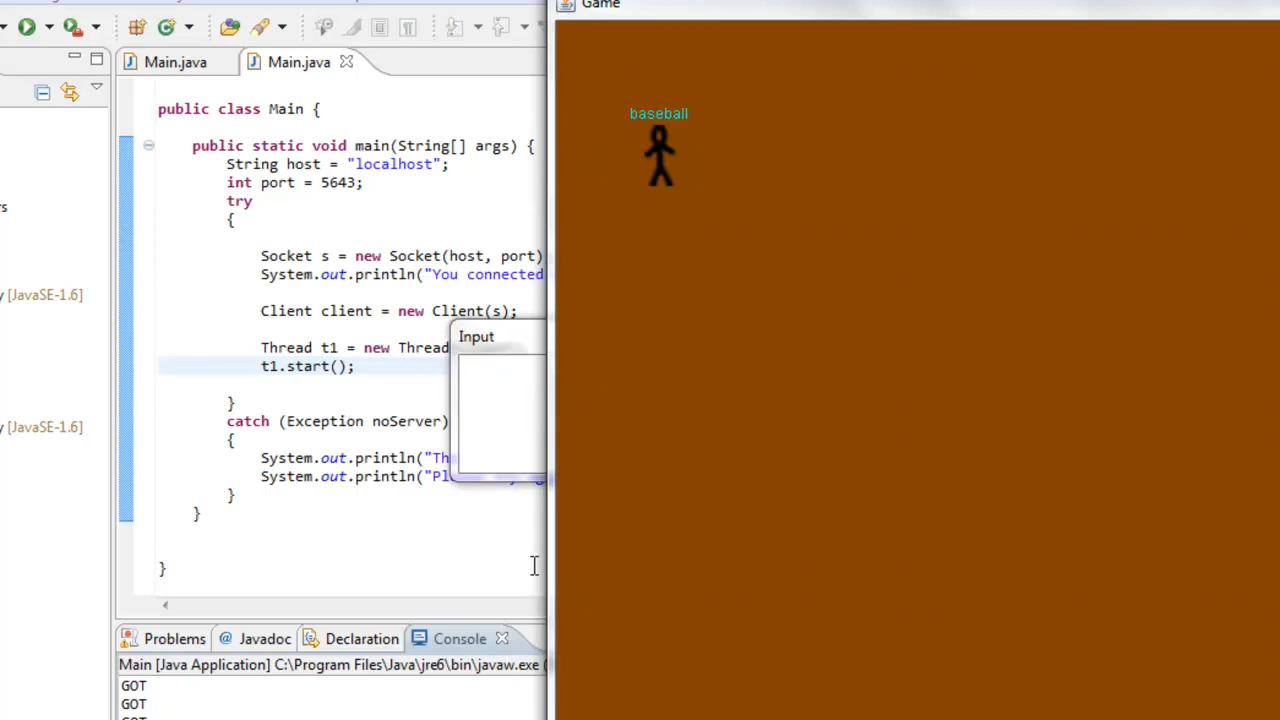 Game
Main.java
Main.java
public class Main {
public static void main(String[] args) {
String host = "localhost";
int port = 5643;
try
{
Socket s = new Socket(host, port)
System.out.println("You connected
Client client = new Client(s);
Thread t1 = new Thread
t1.start();
}
catch (Exception noServer)
{
System.out.println("Th
System.out.println("Pl
}
}
}
rs
y [JavaSE-1.6]
y [JavaSE-1.6]
Input
baseball
Problems @ Javadoc Declaration Console
Main [Java Application] C:\Program Files\Java\jre6\bin\javaw.exe (
GOT
GOT